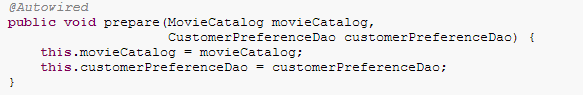 @Autowired
public void prepare(MovieCatalog movieCatalog,
                    CustomerPreferenceDao customerPreferenceDao) {
    this.movieCatalog = movieCatalog;
    this.customerPreferenceDao = customerPreferenceDao;
}